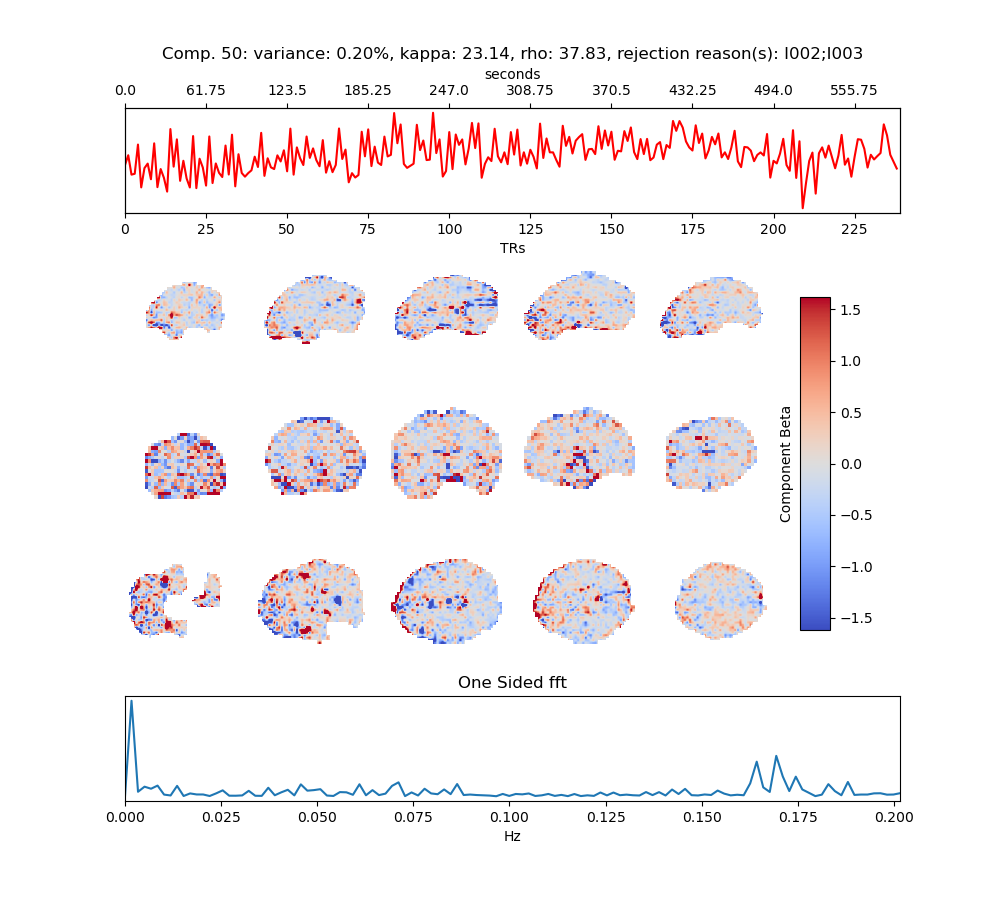 Comp. 50: variance: 0.20%, kappa: 23.14, rho: 37.83, rejection reason(s): I002;I003
seconds
0.0 61.75 123.5 185.25 247.0 308.75 370.5 432.25 494.0 555.75
0 25 50 75 100 125 150 175 200 225
TRs
1.5
1.0
0.5
0.0
−0.5
−1.0
−1.5
Component Beta
One Sided fft
0.000 0.025 0.050 0.075 0.100 0.125 0.150 0.175 0.200
Hz